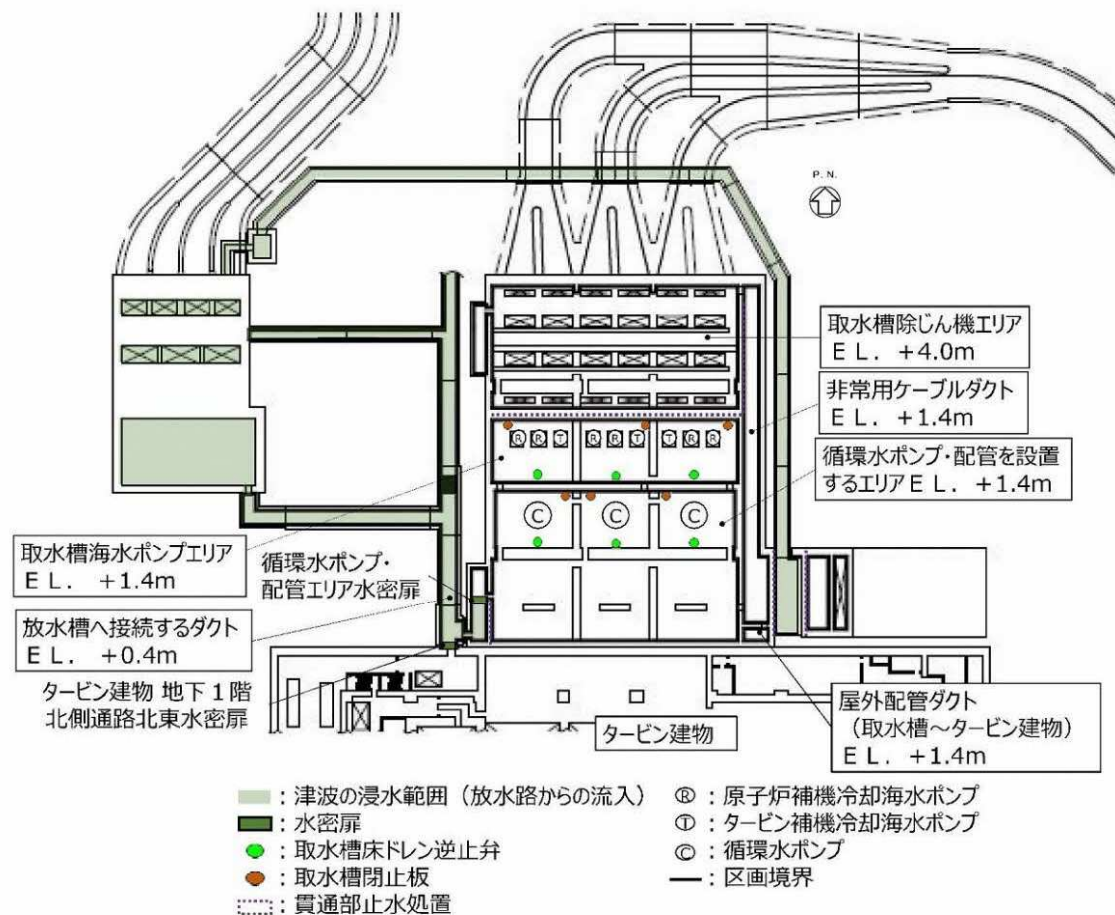 P. N.
取水槽除じん機エリア
EL. +4.0m
非常用ケーブルダクト
EL. +1.4m
循環水ポンプ・配管を設置
するエリアEL. +1.4m
R R T R R T T R R
C C C
取水槽海水ポンプエリア
EL. +1.4m
循環水ポンプ・
配管エリア水密扉
放水槽へ接続するダクト
EL. +0.4m
タービン建物 地下1階
北側通路北東水密扉
タービン建物
屋外配管ダクト
(取水槽~タービン建物)
EL. +1.4m
:津波の浸水範囲(放水路からの流入)
:水密扉
:取水槽床ドレン逆止弁
:取水槽閉止板
:貫通部止水処置
Ⓡ:原子炉補機冷却海水ポンプ
Ⓣ:タービン補機冷却海水ポンプ
Ⓒ:循環水ポンプ
:区画境界